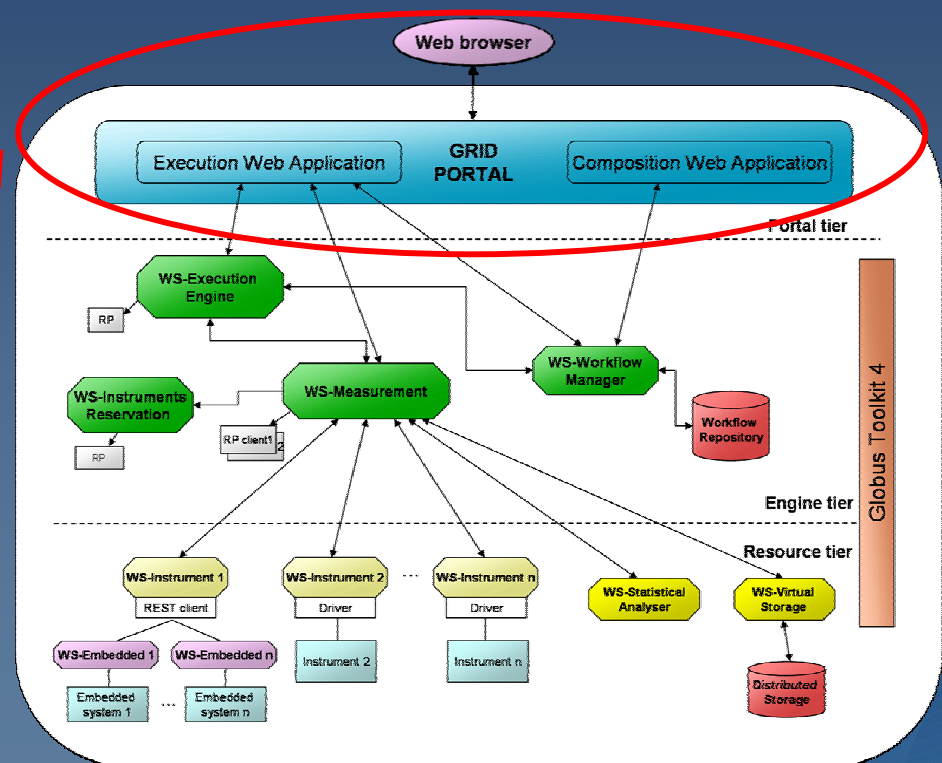 Web browser
Execution Web Application
GRID
PORTAL
Composition Web Application
Portal tier
WS-Execution
Engine
RP
WS-Measurement
WS-Workflow
Manager
WS-Instruments
Reservation
RP client1
2
RP
Workflow
Repository
Globus Toolkit 4
Engine tier
Resource tier
WS-Instrument 1
WS-Instrument 2
...
WS-Instrument n
REST client
Driver
Driver
WS-Statistical
Analyser
WS-Virtual
Storage
WS-Embedded 1
WS-Embedded n
Instrument 2
Instrument n
Embedded
system 1
...
Embedded
system n
Distributed
Storage